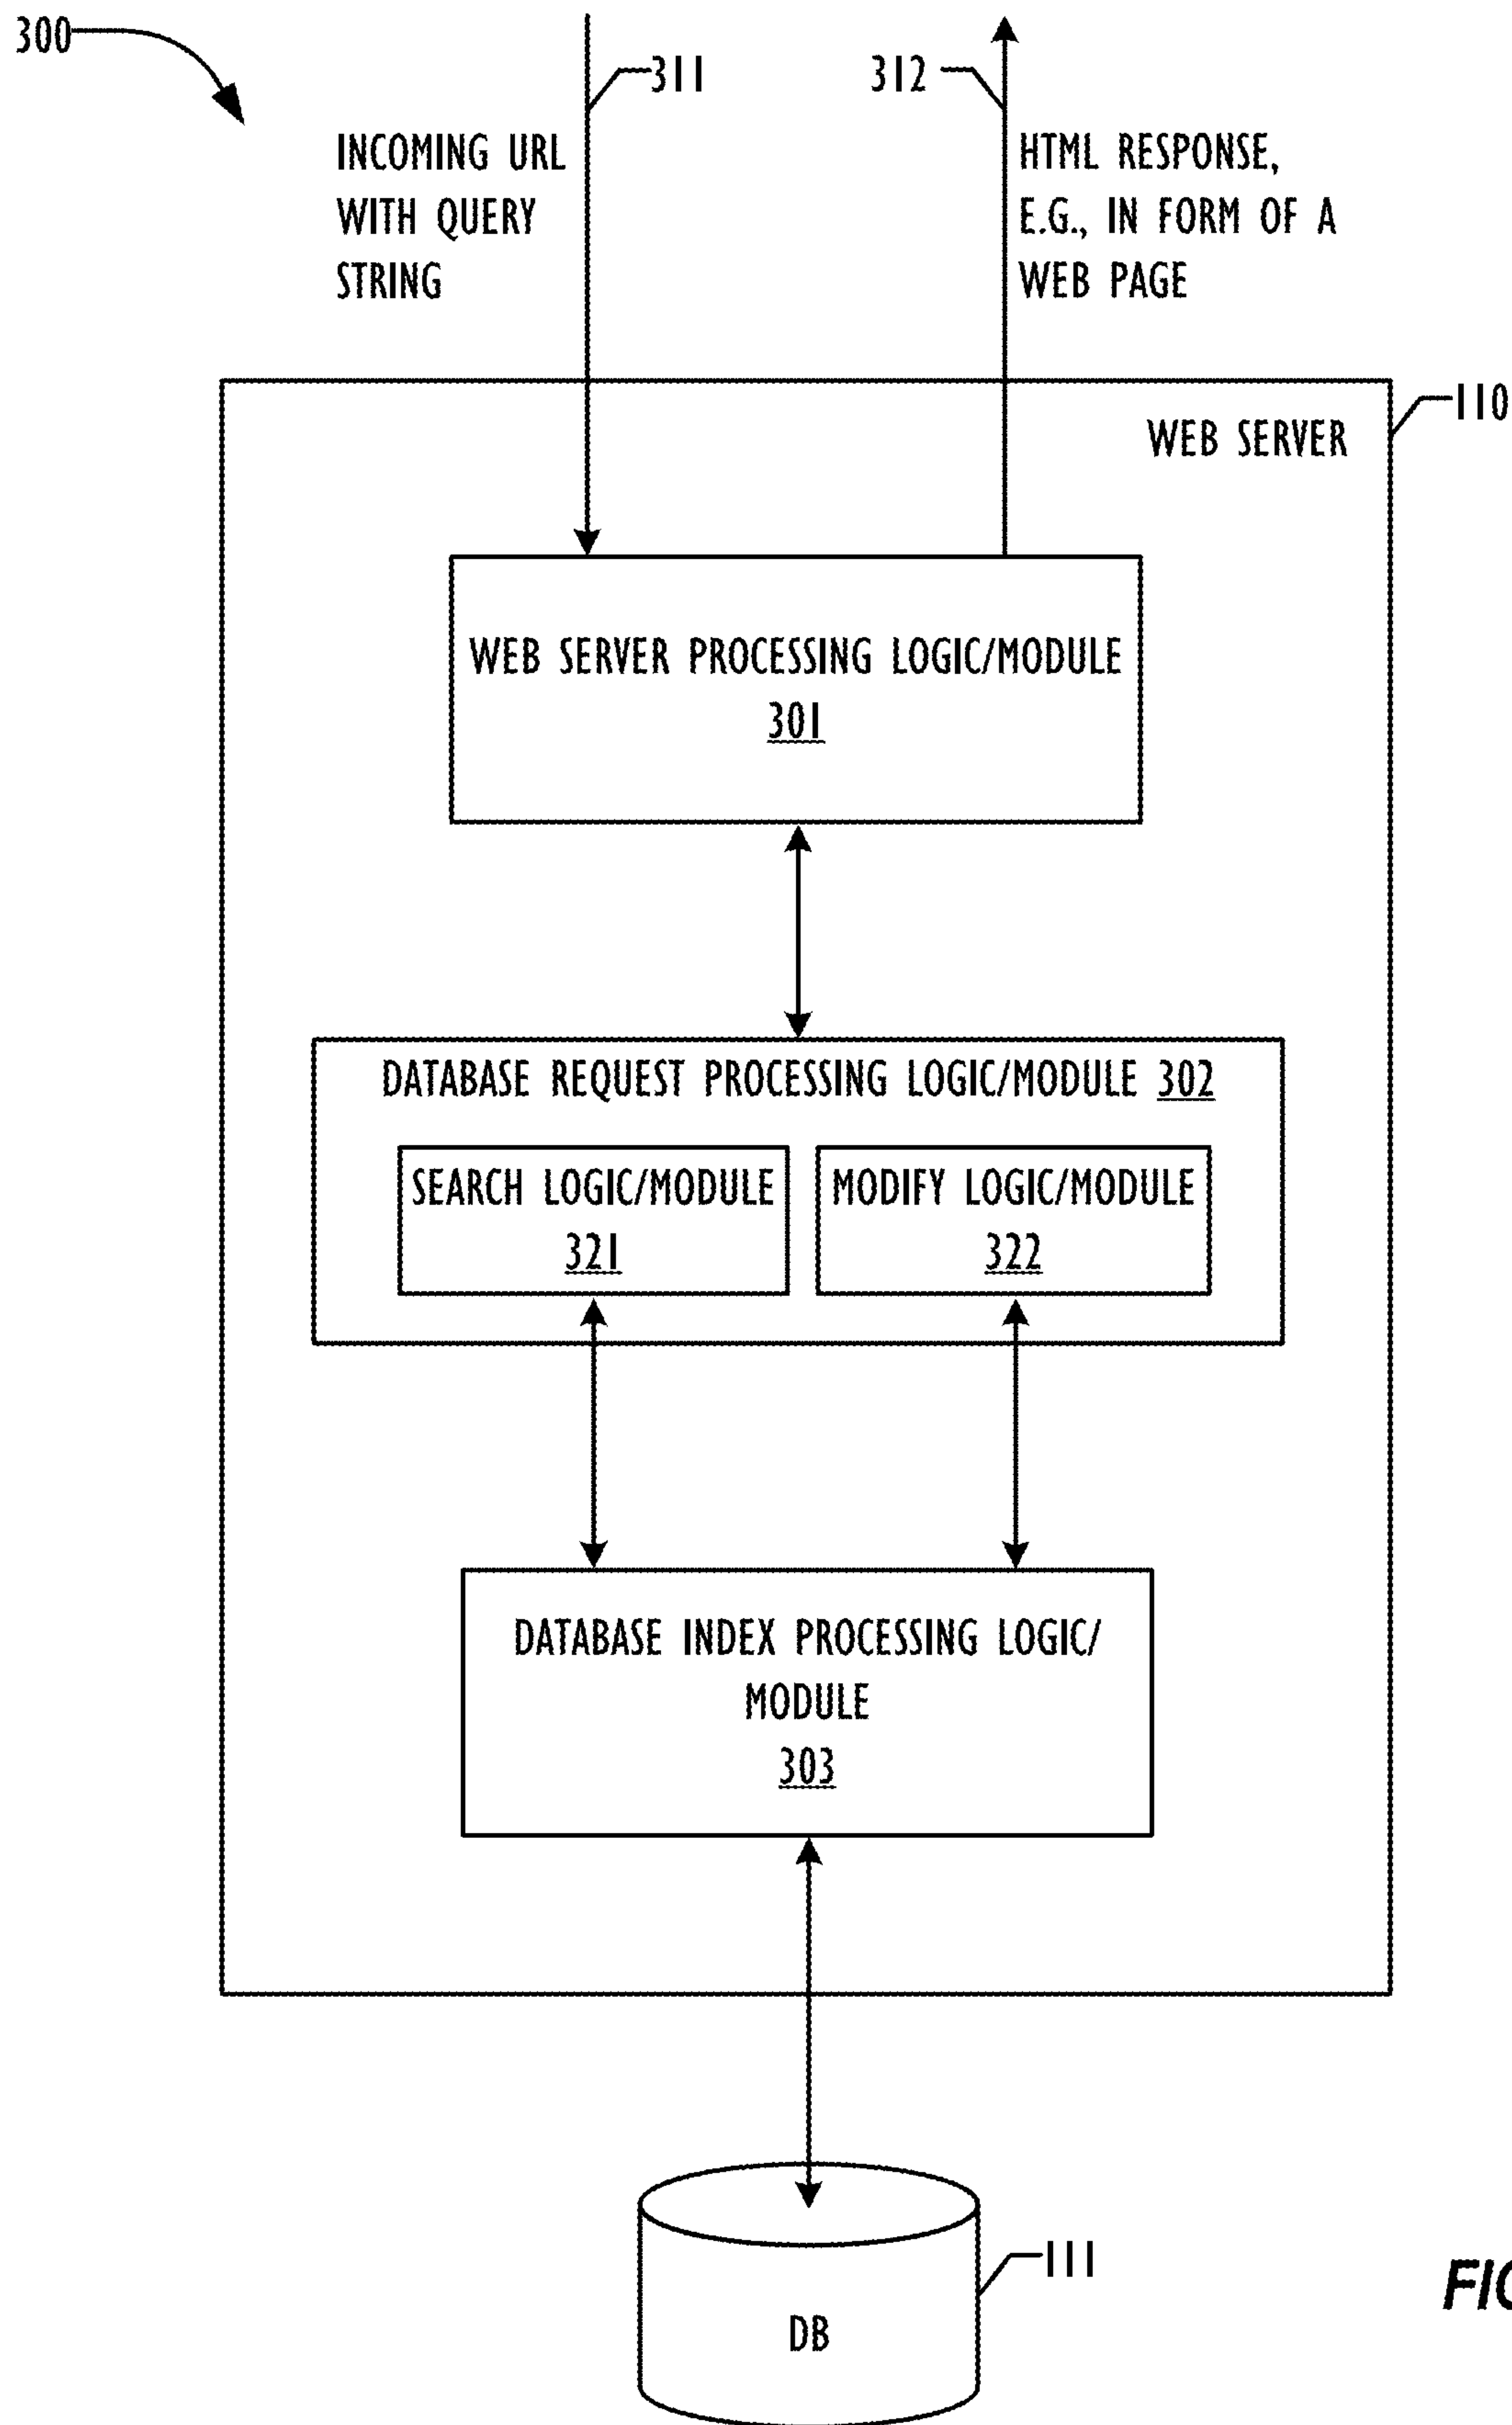 300
311
312
INCOMING URL
WITH QUERY
STRING
HTML RESPONSE,
E.G., IN FORM OF A
WEB PAGE
110
WEB SERVER
WEB SERVER PROCESSING LOGIC/MODULE
301
DATABASE REQUEST PROCESSING LOGIC/MODULE 302
SEARCH LOGIC/MODULE
321
MODIFY LOGIC/MODULE
322
DATABASE INDEX PROCESSING LOGIC/
MODULE
303
111
DB